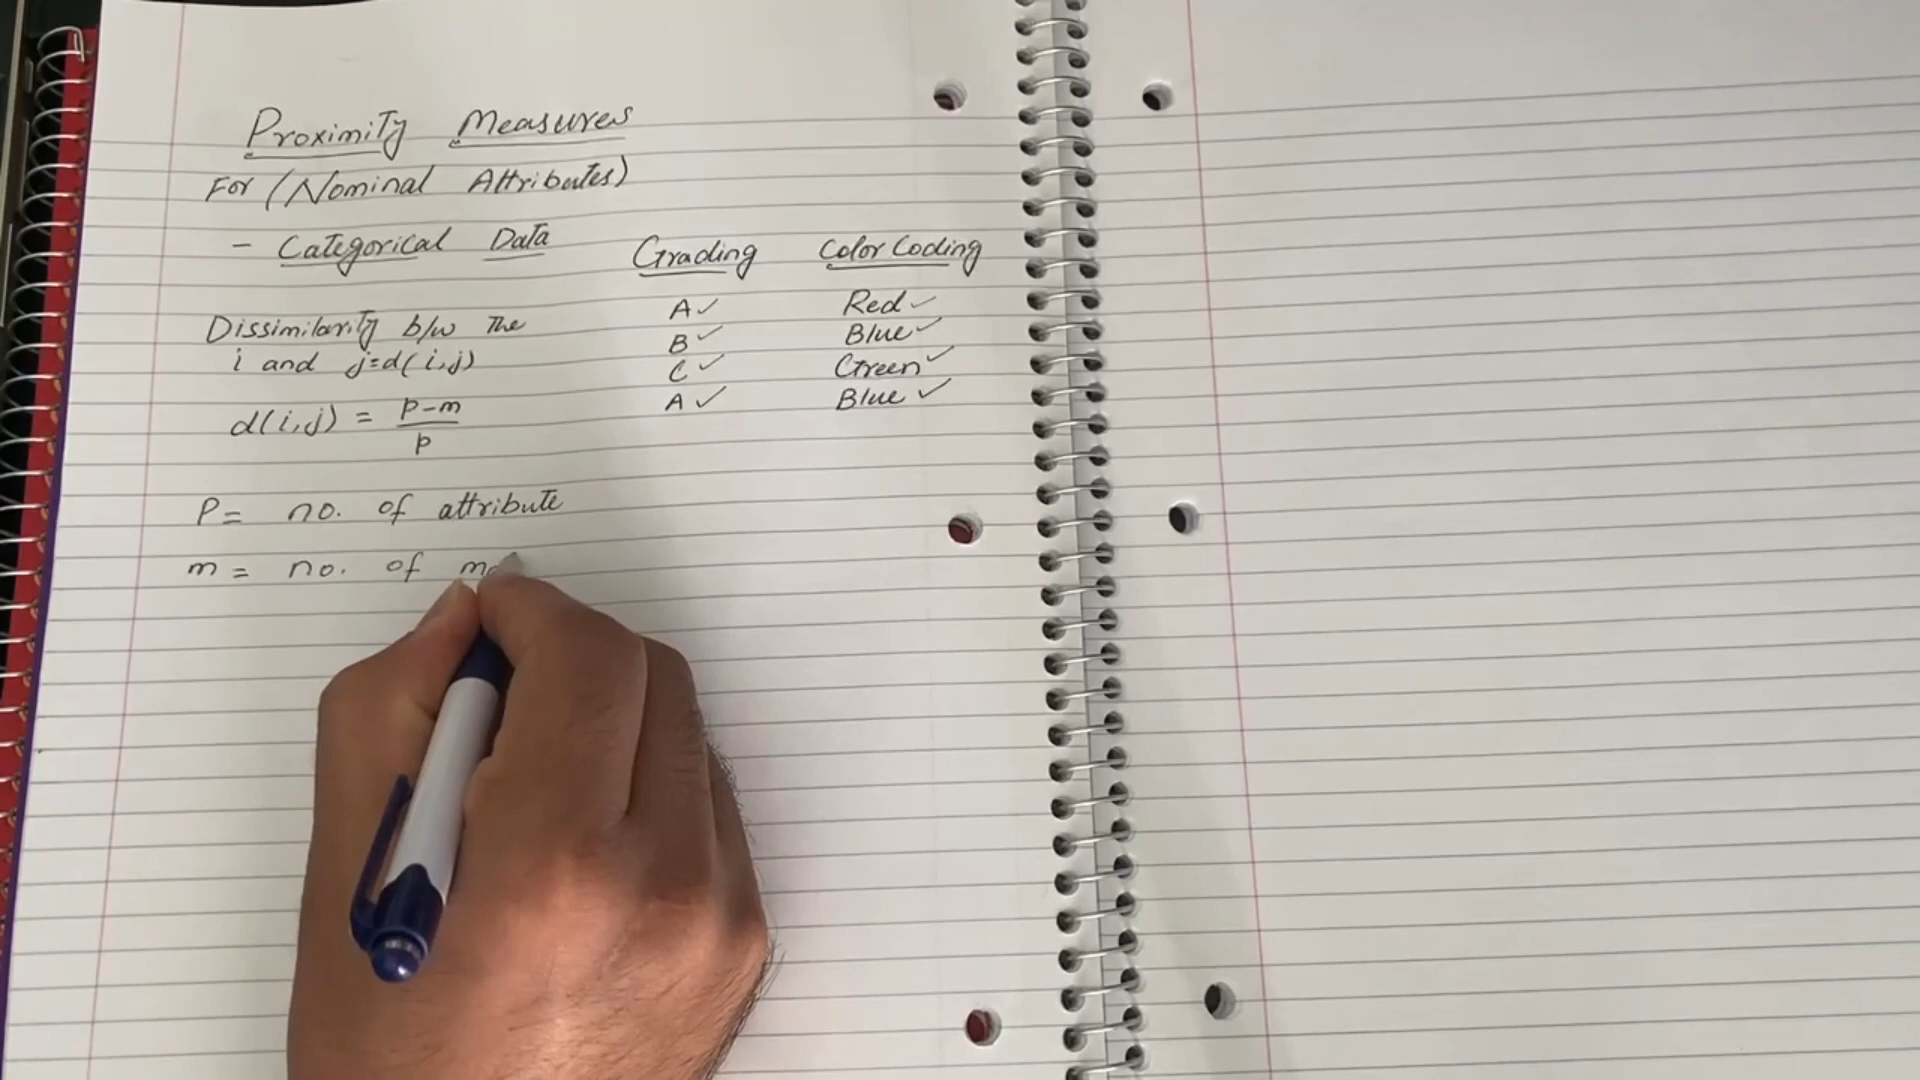 Proximity Measures
For (Nominal Attributes)
- Categorical Data
Grading Color Coding
A ✓ Red ✓
B ✓ Blue ✓
C ✓ Green ✓
A ✓ Blue ✓
Dissimilarity b/w The
i and j = d(i,j)
d(i,j) = p-m
p
P = no. of attribute
m = no. of